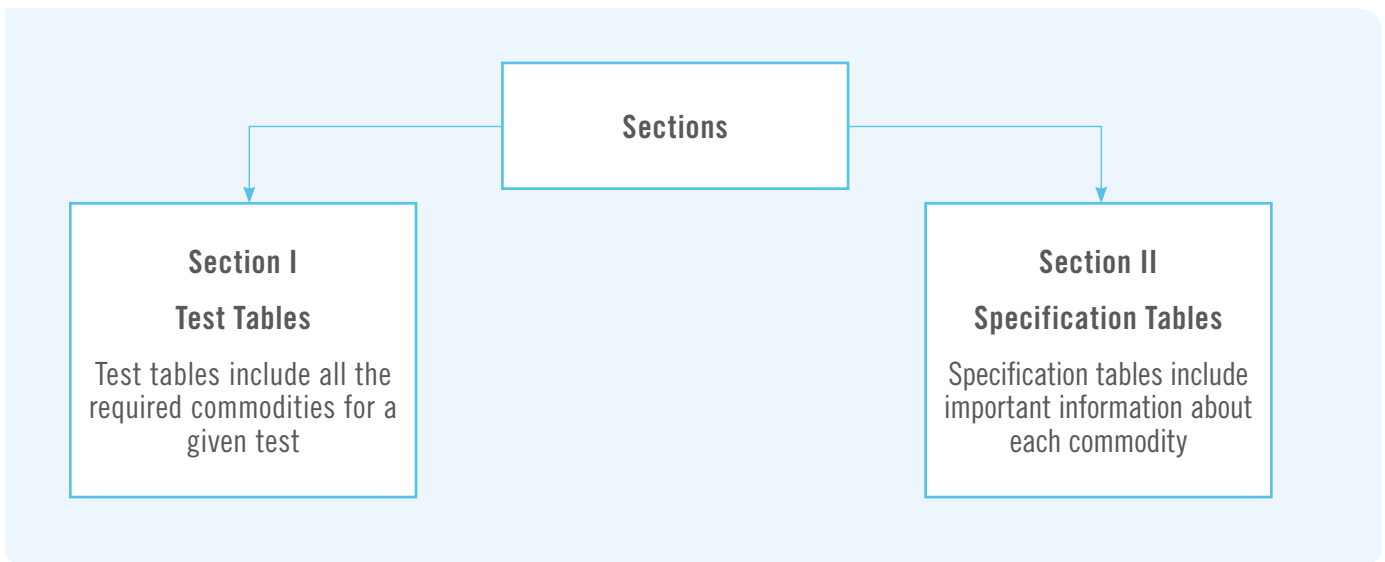 Sections
Section I
Test Tables
Test tables include all the
required commodities for a
given test
Section II
Specification Tables
Specification tables include
important information about
each commodity